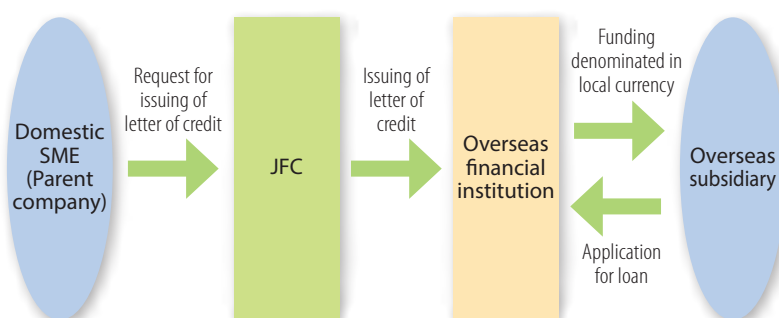 Domestic
SME
(Parent
company)
Request for
issuing of
letter of credit
JFC
Issuing of
letter of
credit
Overseas
financial
institution
Funding
denominated in
local currency
Application
for loan
Overseas
subsidiary